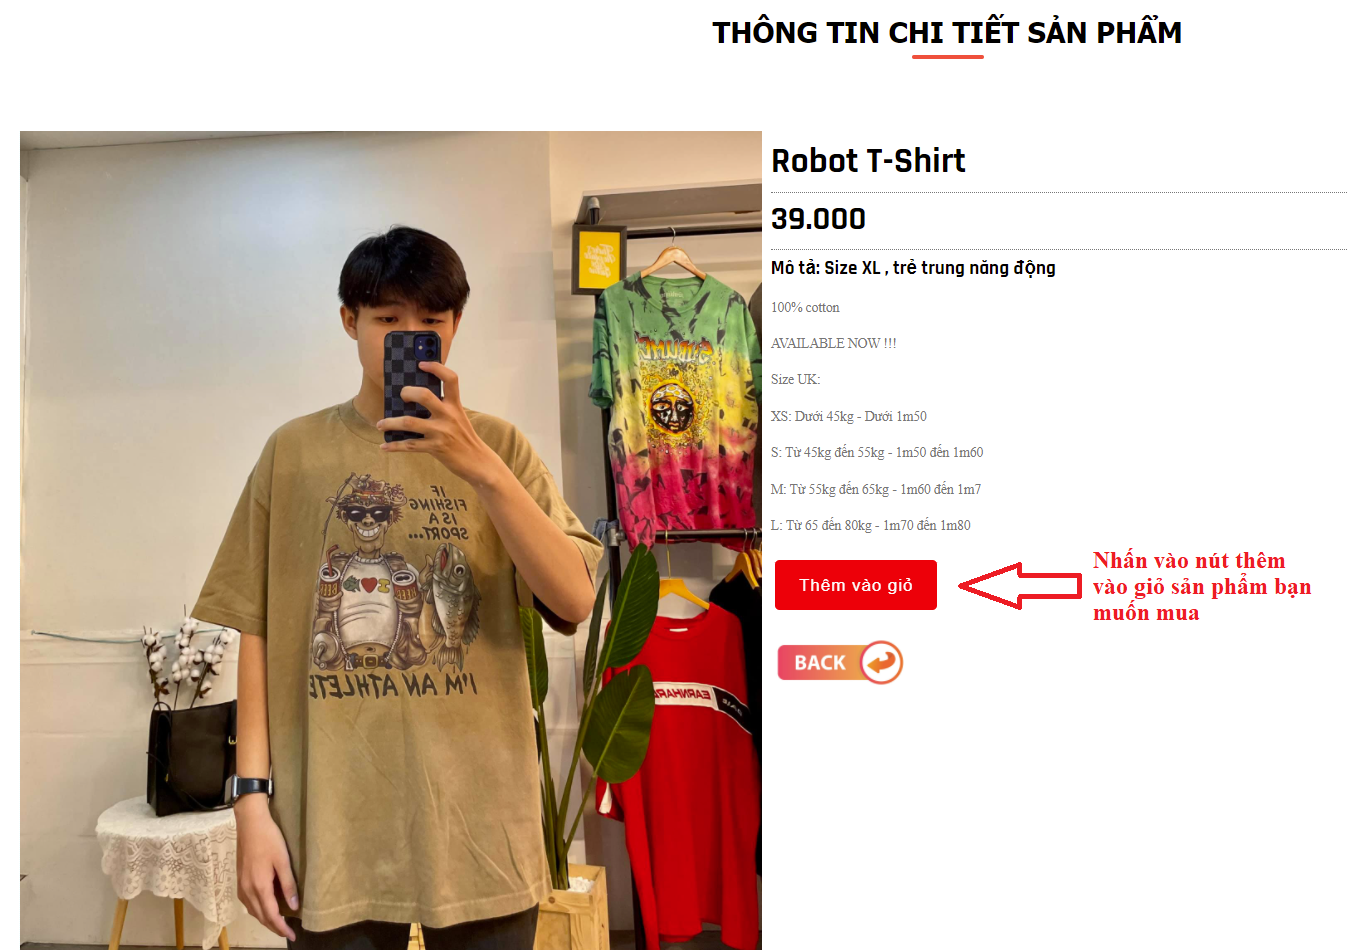 THÔNG TIN CHI TIẾT SẢN PHẨM
Robot T-Shirt
39.000
Mô tả: Size XL , trẻ trung năng động
100% cotton
AVAILABLE NOW !!!
Size UK:
XS: Dưới 45kg - Dưới 1m50
S: Từ 45kg đến 55kg - 1m50 đến 1m60
M: Từ 55kg đến 65kg - 1m60 đến 1m7
L: Từ 65 đến 80kg - 1m70 đến 1m80
Thêm vào giỏ
Nhấn vào nút thêm
vào giỏ sản phẩm bạn
muốn mua
BACK
IF
FISHING
IS A
SPORT...
I'M AN ATHLETE
SUBLIME
EARNHARD